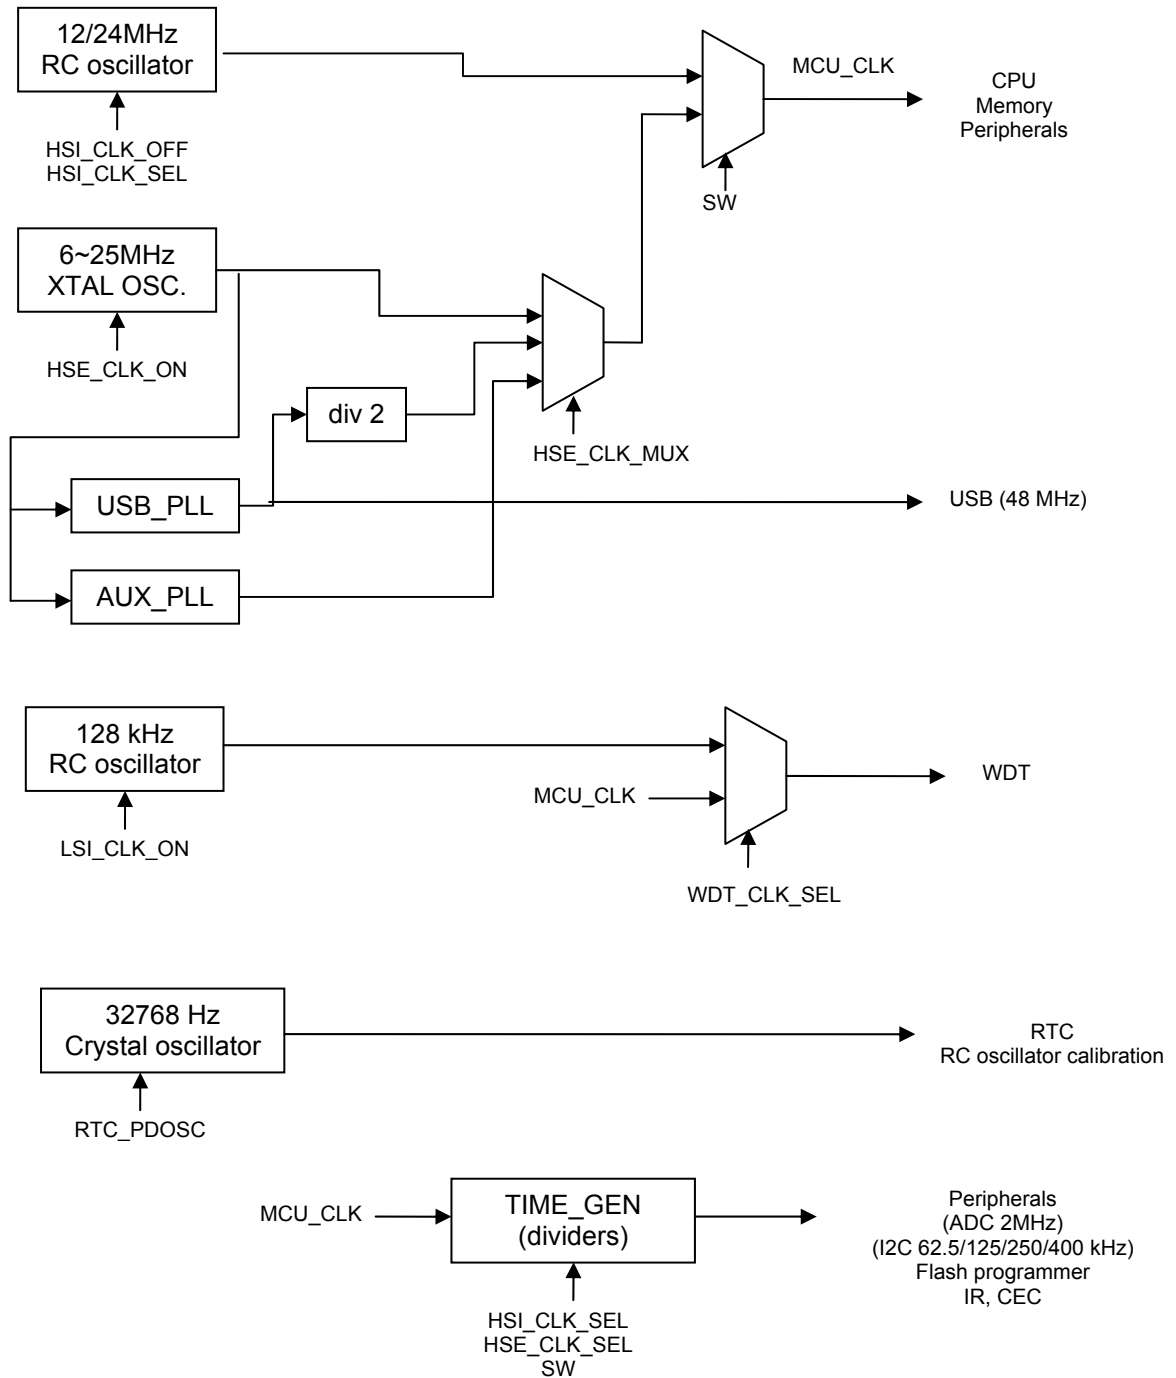 12/24MHz
RC oscillator
HSI_CLK_OFF
HSI_CLK_SEL
MCU_CLK
CPU
Memory
Peripherals
SW
6~25MHz
XTAL OSC.
HSE_CLK_ON
div 2
HSE_CLK_MUX
USB_PLL
USB (48 MHz)
AUX_PLL
128 kHz
RC oscillator
LSI_CLK_ON
MCU_CLK
WDT
WDT_CLK_SEL
32768 Hz
Crystal oscillator
RTC_PDOSC
RTC
RC oscillator calibration
MCU_CLK
TIME_GEN
(dividers)
HSI_CLK_SEL
HSE_CLK_SEL
SW
Peripherals
(ADC 2MHz)
(I2C 62.5/125/250/400 kHz)
Flash programmer
IR, CEC